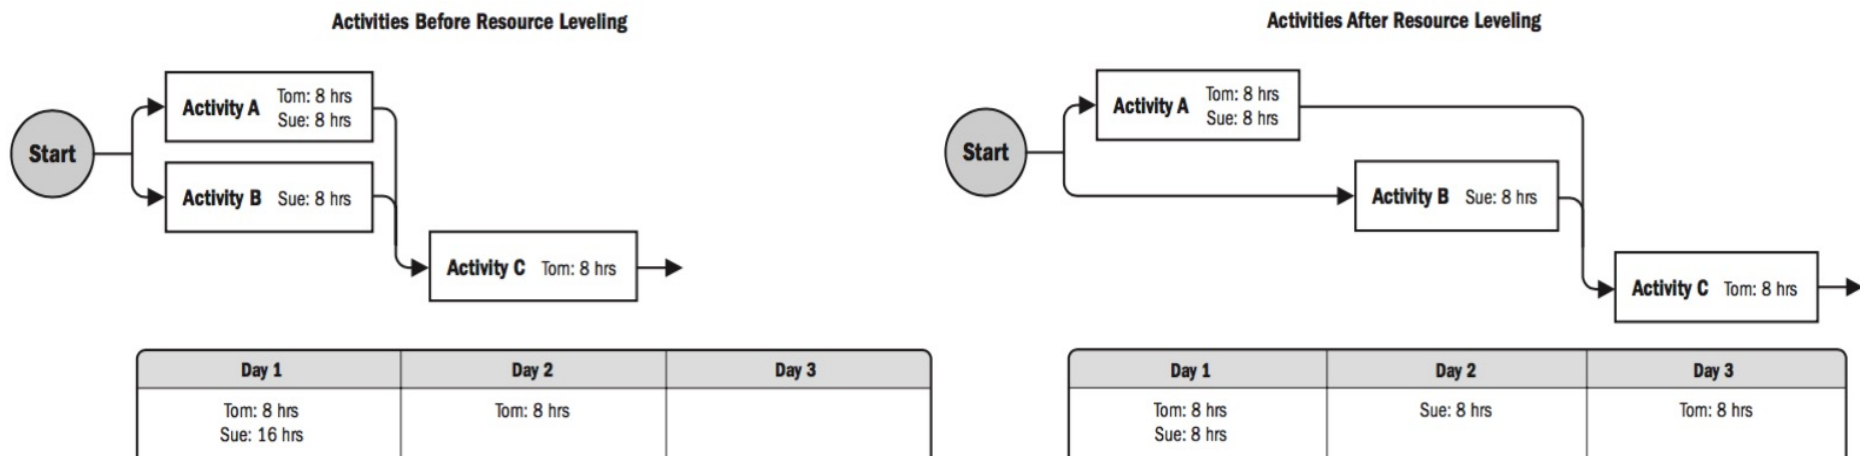 Activities Before Resource Leveling
Start
Activity A
Tom: 8 hrs
Sue: 8 hrs
Activity B Sue: 8 hrs
Activity C Tom: 8 hrs
Day 1 Day 2 Day 3
Tom: 8 hrs Tom: 8 hrs
Sue: 16 hrs
Activities After Resource Leveling
Start
Activity A
Tom: 8 hrs
Sue: 8 hrs
Activity B Sue: 8 hrs
Activity C Tom: 8 hrs
Day 1 Day 2 Day 3
Tom: 8 hrs Sue: 8 hrs Tom: 8 hrs
Sue: 8 hrs